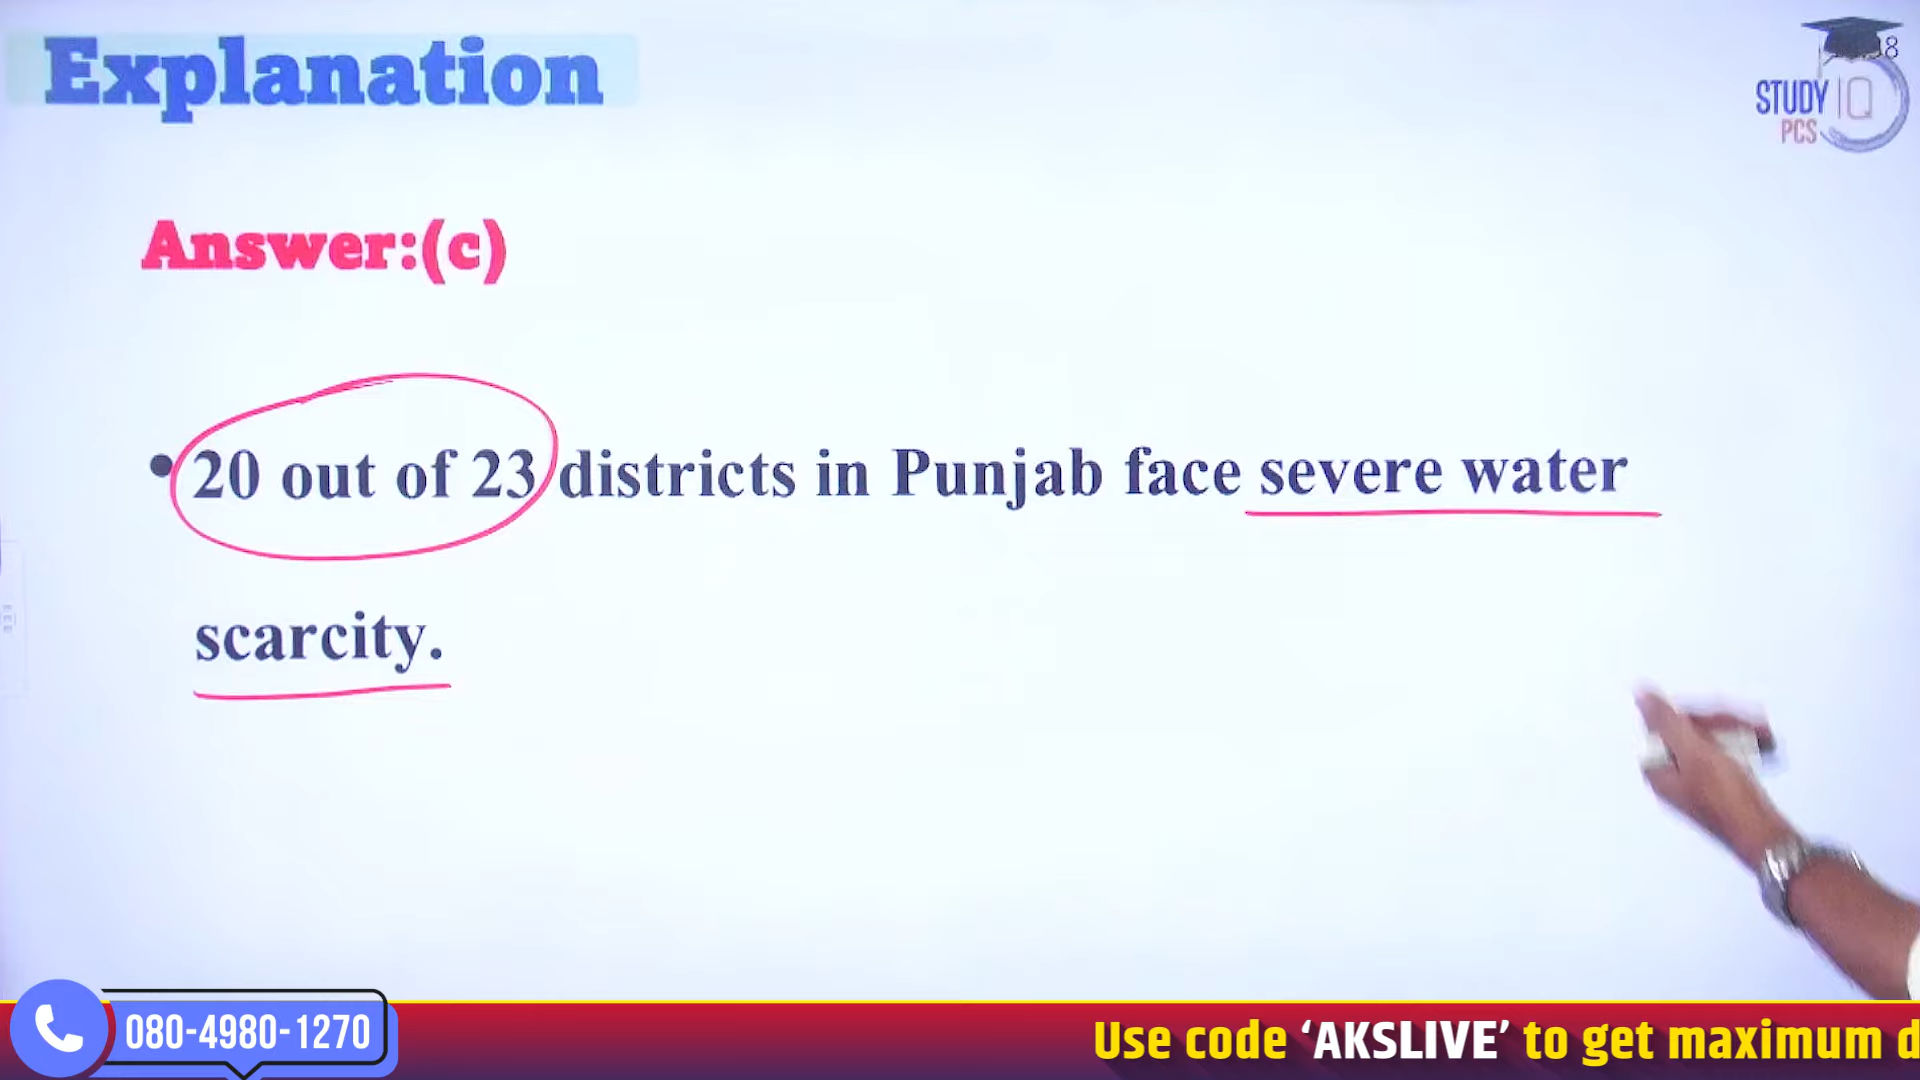 Explanation
8
STUDY IQ
PCS
Answer:(c)
• 20 out of 23 districts in Punjab face severe water
scarcity.
080-4980-1270
Use code ‘AKSLIVE’ to get maximum d